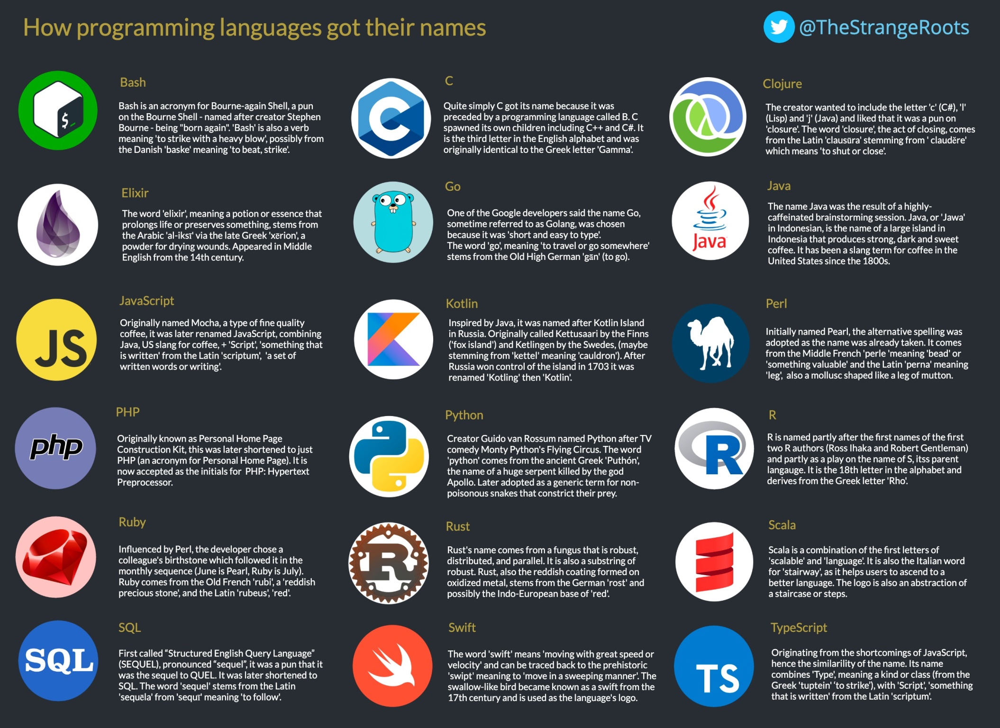 How programming languages got their names
@TheStrangeRoots
Bash
Bash is an acronym for Bourne-again Shell, a pun
on the Bourne Shell - named after creator Stephen
Bourne - being "born again". 'Bash' is also a verb
meaning 'to strike with a heavy blow', possibly from
the Danish 'baske' meaning 'to beat, strike'.
$_
C
Quite simply C got its name because it was
preceded by a programming language called B. C
spawned its own children including C++ and C#. It
is the third letter in the English alphabet and was
originally identical to the Greek letter 'Gamma'.
C
Clojure
The creator wanted to include the letter 'c' (C#), 'l'
(Lisp) and 'j' (Java) and liked that it was a pun on
'closure'. The word 'closure', the act of closing, comes
from the Latin 'clausūra' stemming from ' claudĕre'
which means 'to shut or close'.
Elixir
The word 'elixir', meaning a potion or essence that
prolongs life or preserves something, stems from
the Arabic 'al-iksī' via the late Greek 'xērion', a
powder for drying wounds. Appeared in Middle
English from the 14th century.
Go
One of the Google developers said the name Go,
sometime referred to as Golang, was chosen
because it was 'short and easy to type'.
The word 'go', meaning 'to travel or go somewhere'
stems from the Old High German 'gān' (to go).
Java
Java
The name Java was the result of a highly-
caffeinated brainstorming session. Java, or 'Jawa'
in Indonesian, is the name of a large island in
Indonesia that produces strong, dark and sweet
coffee. It has been a slang term for coffee in the
United States since the 1800s.
JS
JavaScript
Originally named Mocha, a type of fine quality
coffee, it was later renamed JavaScript, combining
Java, US slang for coffee, + 'Script', 'something that
is written' from the Latin 'scriptum', 'a set of
written words or writing'.
Kotlin
Inspired by Java, it was named after Kotlin Island
in Russia. Originally called Kettusaari by the Finns
('fox island') and Ketlingen by the Swedes, (maybe
stemming from 'kettel' meaning 'cauldron'). After
Russia won control of the island in 1703 it was
renamed 'Kotling' then 'Kotlin'.
Perl
Initially named Pearl, the alternative spelling was
adopted as the name was already taken. It comes
from the Middle French 'perle 'meaning 'bead' or
'something valuable' and the Latin 'perna' meaning
'leg', also a mollusc shaped like a leg of mutton.
php
PHP
Originally known as Personal Home Page
Construction Kit, this was later shortened to just
PHP (an acronym for Personal Home Page). It is
now accepted as the initials for PHP: Hypertext
Preprocessor.
Python
Creator Guido van Rossum named Python after TV
comedy Monty Python's Flying Circus. The word
'python' comes from the ancient Greek 'Puthón',
the name of a huge serpent killed by the god
Apollo. Later adopted as a generic term for non-
poisonous snakes that constrict their prey.
R
R
R is named partly after the first names of the first
two R authors (Ross Ihaka and Robert Gentleman)
and partly as a play on the name of S, itss parent
langauge. It is the 18th letter in the alphabet and
derives from the Greek letter 'Rho'.
Ruby
Influenced by Perl, the developer chose a
colleague's birthstone which followed it in the
monthly sequence (June is Pearl, Ruby is July).
Ruby comes from the Old French 'rubi', a 'reddish
precious stone', and the Latin 'rubeus', 'red'.
R
Rust
Rust's name comes from a fungus that is robust,
distributed, and parallel. It is also a substring of
robust. Rust, also the reddish coating formed on
oxidized metal, stems from the German 'rost' and
possibly the Indo-European base of 'red'.
Scala
Scala is a combination of the first letters of
'scalable' and 'language'. It is also the Italian word
for 'stairway', as it helps users to ascend to a
better language. The logo is also an abstraction of
a staircase or steps.
SQL
SQL
First called “Structured English Query Language”
(SEQUEL), pronounced “sequel”, it was a pun that it
was the sequel to QUEL. It was later shortened to
SQL. The word 'sequel' stems from the Latin
'sequēla' from 'sequī' meaning 'to follow'.
Swift
The word 'swift' means 'moving with great speed or
velocity' and can be traced back to the prehistoric
'swipt' meaning to 'move in a sweeping manner'. The
swallow-like bird became known as a swift from the
17th century and is used as the language's logo.
TS
TypeScript
Originating from the shortcomings of JavaScript,
hence the similarility of the name. Its name
combines 'Type', meaning a kind or class (from the
Greek 'tuptein' ‘to strike’), with 'Script', 'something
that is written' from the Latin 'scriptum'.